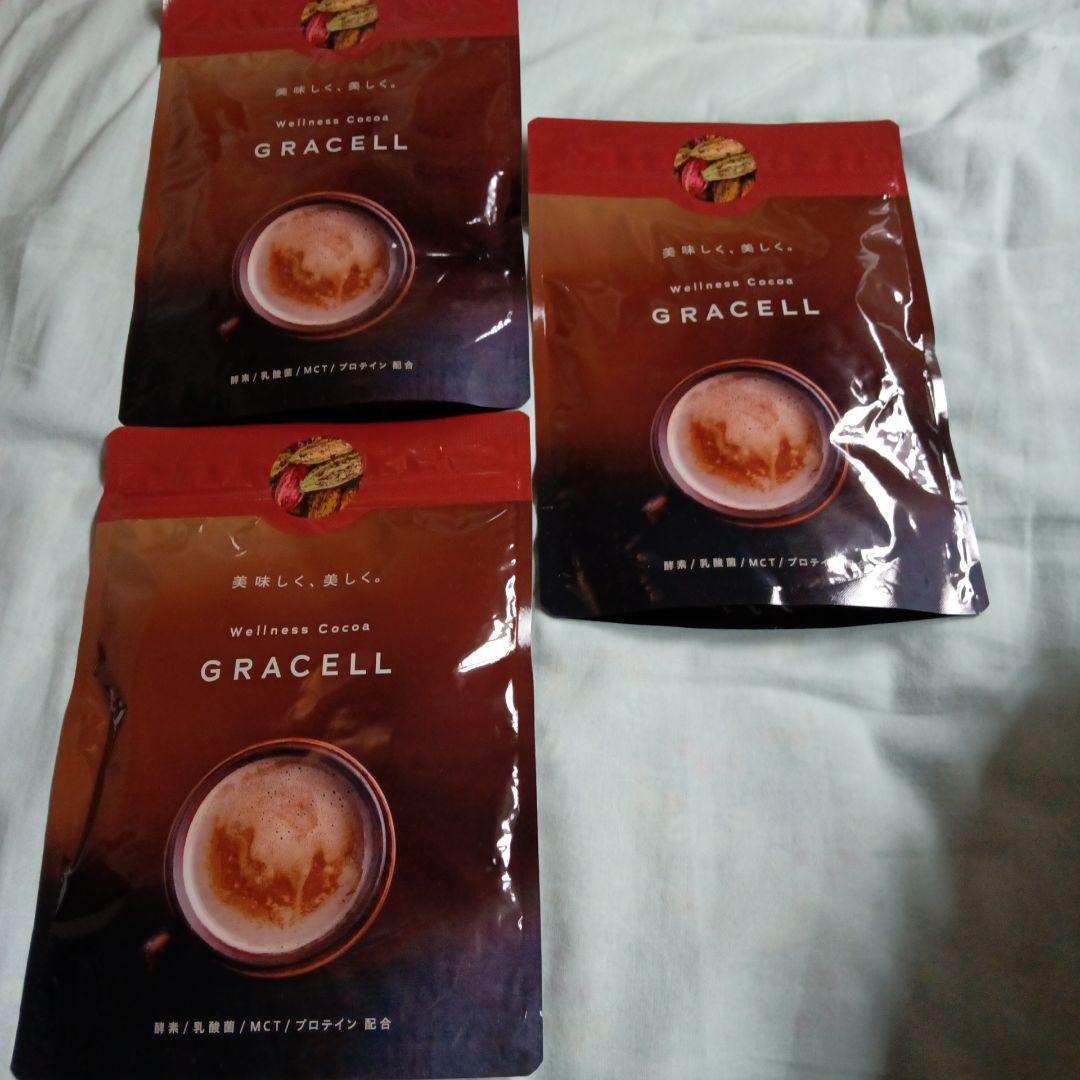 美味しく、美しく。
Wellness Cocoa
GRACELL
酵素/乳酸菌/MCT/プロテイン 配合
美味しく、美しく。
Wellness Cocoa
GRACELL
酵素/乳酸菌/MCT/プロテイ
美味しく、美しく。
Wellness Cocoa
GRACELL
酵素/乳酸菌/MCT/プロテイン 配合